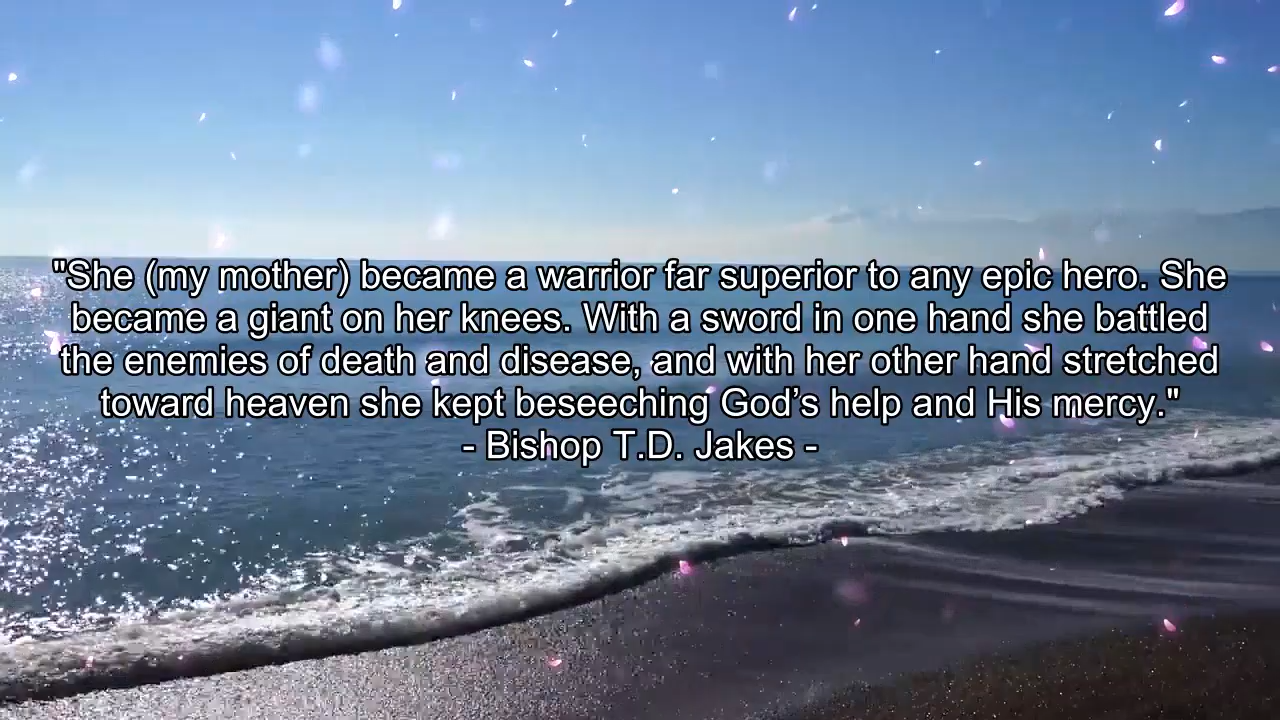 "She (my mother) became a warrior far superior to any epic hero. She
became a giant on her knees. With a sword in one hand she battled
the enemies of death and disease, and with her other hand stretched
toward heaven she kept beseeching God’s help and His mercy."
- Bishop T.D. Jakes -